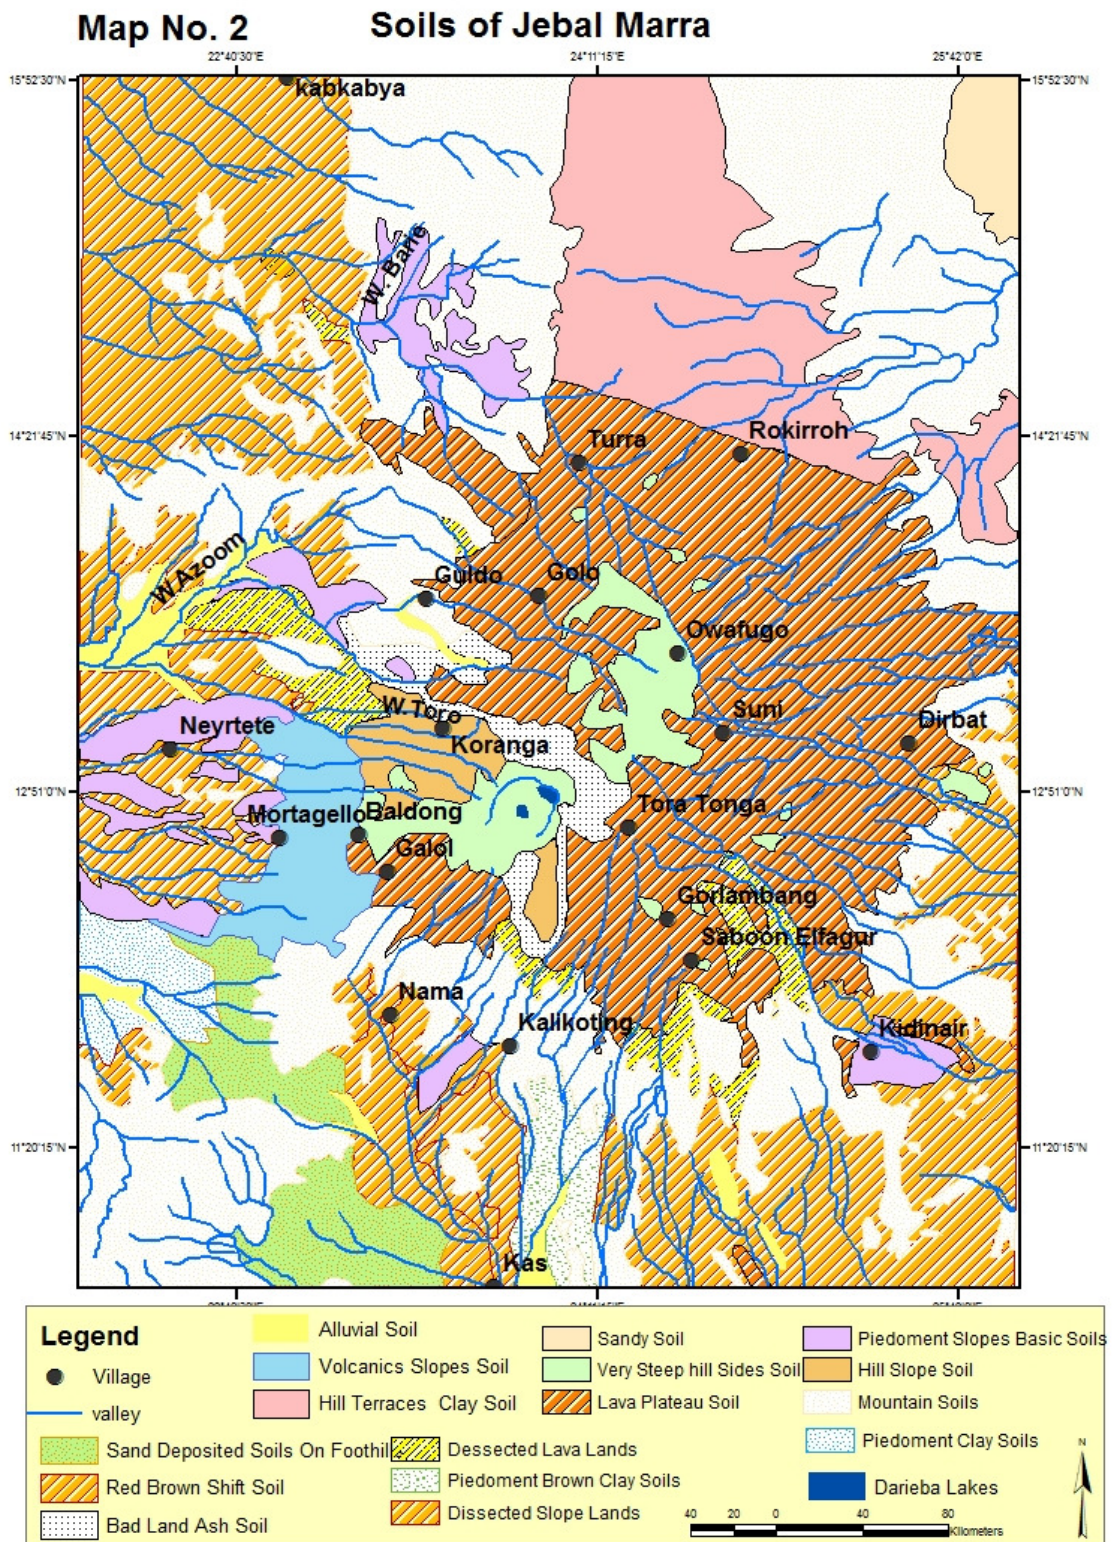 Map No. 2
Soils of Jebal Marra
22°40'30"E 24°11'15"E 25°42'0"E
15°52'30"N 15°52'30"N
kabkabya
W. Barie
14°21'45"N 14°21'45"N
Turra
Rokirroh
W.Azoom
Guldo
Golo
Owafugo
W. Toro
Neyrtete
Koranga
Suni
Dirbat
12°51'0"N 12°51'0"N
Mortagello
Baldong
Tora Tonga
Galol
Gorlambang
Saboon Elfagur
Nama
Kalikoting
Kidinair
11°20'15"N 11°20'15"N
Kas
Legend
Village
valley
Alluvial Soil
Volcanics Slopes Soil
Hill Terraces Clay Soil
Sandy Soil
Very Steep hill Sides Soil
Lava Plateau Soil
Piedoment Slopes Basic Soils
Hill Slope Soil
Mountain Soils
Piedoment Clay Soils
Sand Deposited Soils On Foothill
Red Brown Shift Soil
Bad Land Ash Soil
Dessected Lava Lands
Piedoment Brown Clay Soils
Dissected Slope Lands
Darieba Lakes
N
40 20 0 40 80
Kilometers